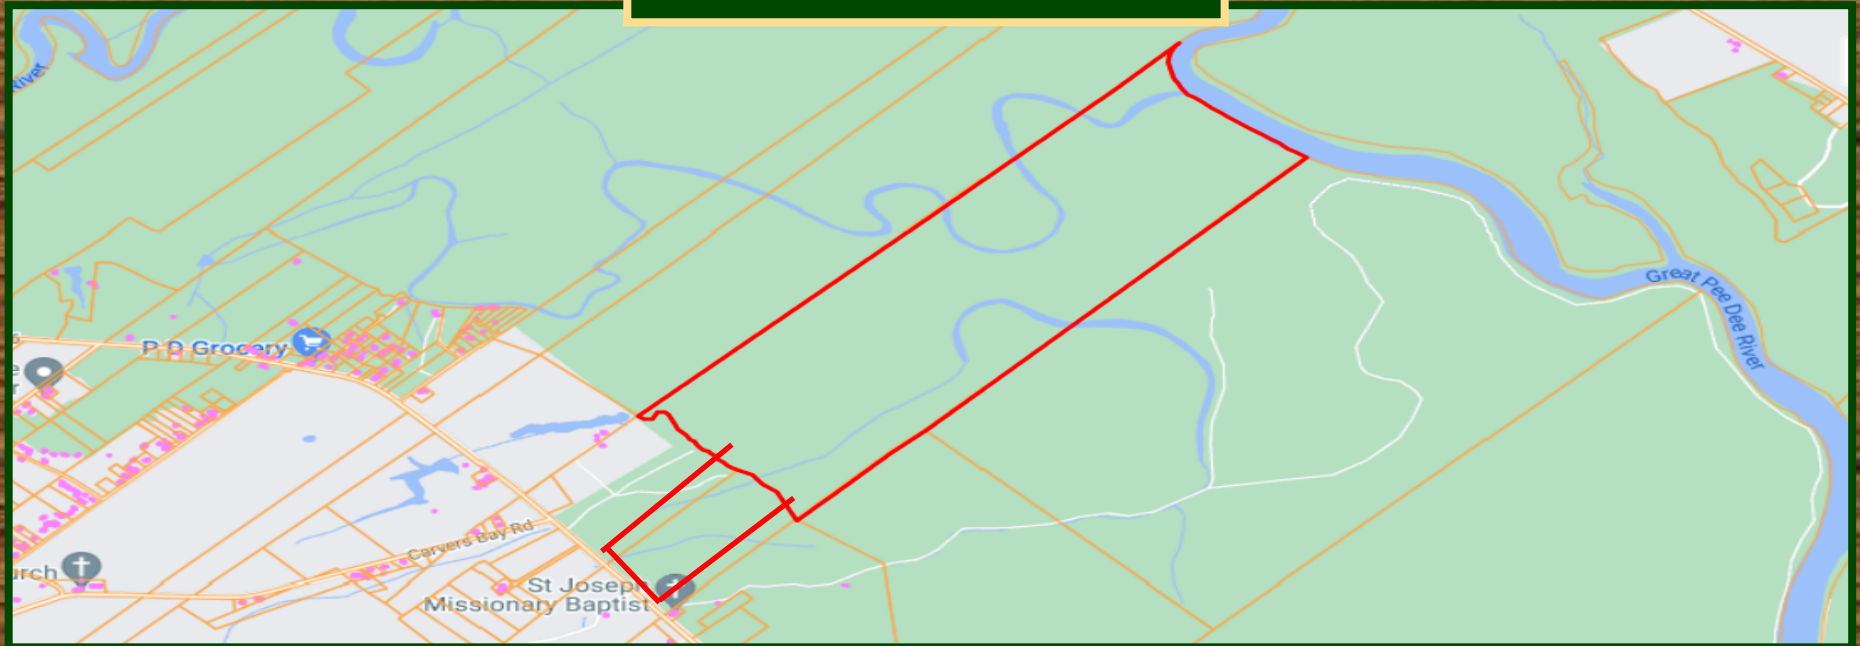 River
P D Grocery
Great Pee Dee River
Carvers Bay Rd
urch
St Joseph
Missionary Baptist